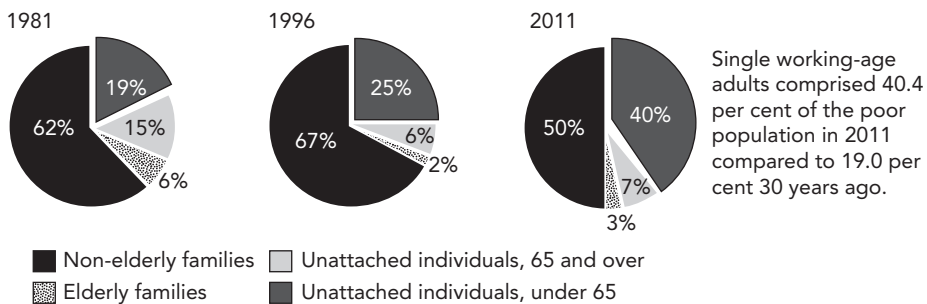 1981
19%
62%
15%
6%
1996
25%
67%
6%
2%
2011
40%
50%
7%
3%
Single working-age
adults comprised 40.4
per cent of the poor
population in 2011
compared to 19.0 per
cent 30 years ago.
Non-elderly families
Unattached individuals, 65 and over
Elderly families
Unattached individuals, under 65